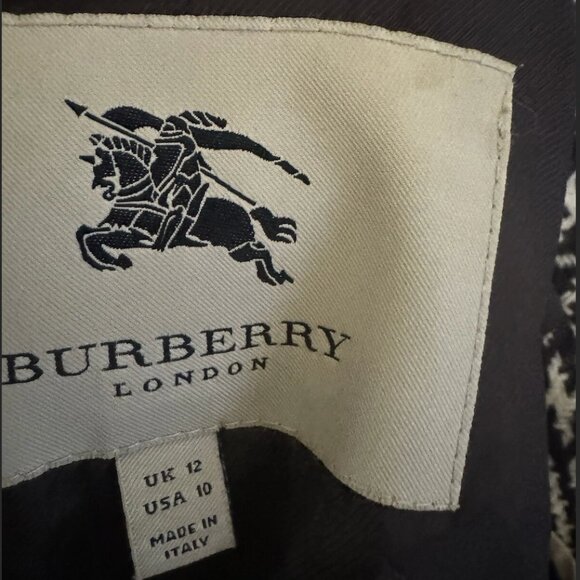 BURBERRY
LONDON
UK 12
USA 10
MADE IN
ITALY